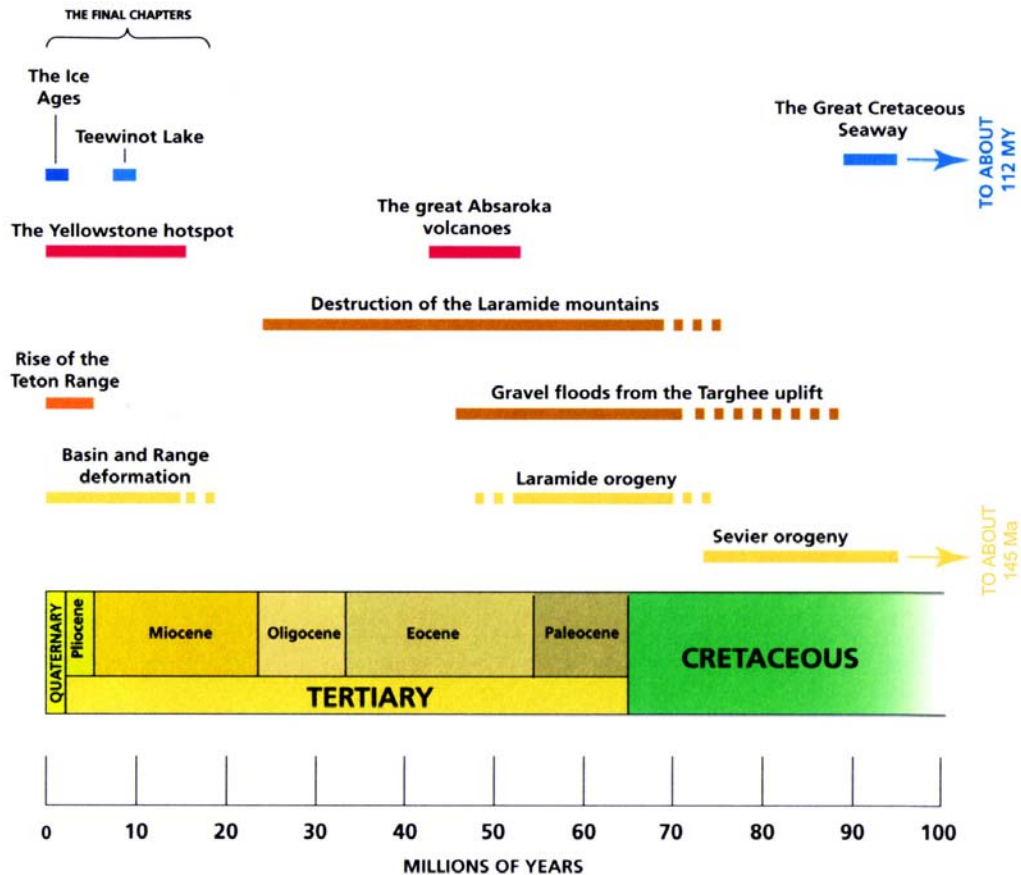 THE FINAL CHAPTERS
The Ice
Ages
Teewinot Lake
The Great Cretaceous
Seaway
TO ABOUT
112 MY
The Yellowstone hotspot
The great Absaroka
volcanoes
Destruction of the Laramide mountains
Rise of the
Teton Range
Gravel floods from the Targhee uplift
Basin and Range
deformation
Laramide orogeny
Sevier orogeny
TO ABOUT
145 Ma
QUATERNARY
Pliocene
Miocene
Oligocene
Eocene
Paleocene
CRETACEOUS
TERTIARY
0 10 20 30 40 50 60 70 80 90 100
MILLIONS OF YEARS